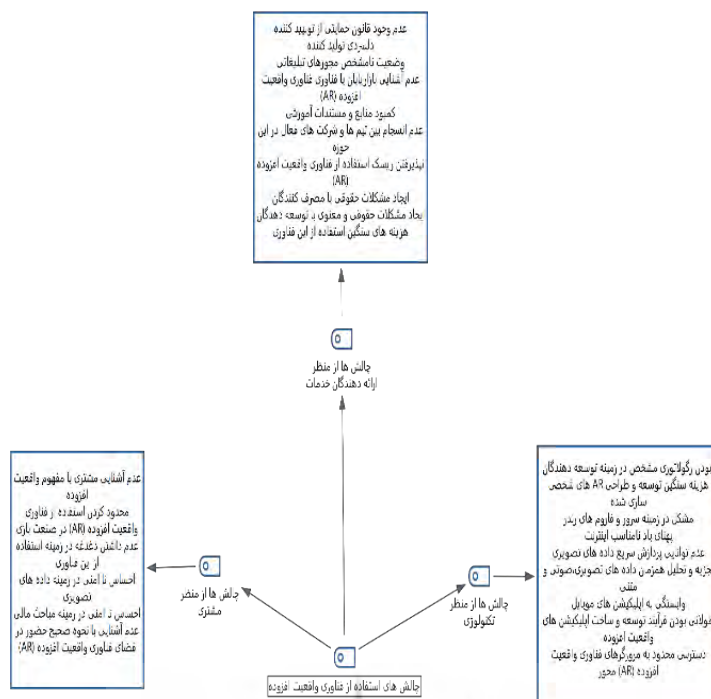 عدم وجود قانون حمایتی از تولید کننده
دلسردی تولید کننده
وضعیت نامشخص مجوزهای تبلیغاتی
عدم آشنایی بازاریابان با فناوری فناوری واقعیت
افزوده (AR)
کمبود منابع و مستندات آموزشی
عدم انسجام بین تیم ها و شرکت های فعال در این
حوزه
نپذیرفتن ریسک استفاده از فناوری واقعیت افزوده
(AR)
ایجاد مشکلات حقوقی با مصرف کنندگان
یجاد مشکلات حقوقی و معنوی با توسعه دهندگان
هزینه های سنگین استفاده از این فناوری
چالش ها از منظر
ارائه دهندگان خدمات
عدم آشنایی مشتری با مفهوم واقعیت
افزوده
محدود کردن استفاده از فناوری
واقعیت افزوده (AR) در صنعت بازی
عدم داشتن دغدغه در زمینه استفاده
از این فناوری
احساس نا امنی در زمینه داده های
تصویری
احساس نا امنی در زمینه مباحث مالی
عدم آشنایی با نحوه صحیح حضور در
فضای فناوری واقعیت افزوده (AR)
چالش ها از منظر
مشتری
بودن رگولاتوری مشخص در زمینه توسعه دهندگان
هزینه سنگین توسعه و طراحی AR های شخصی
سازی شده
مشکل در زمینه سرور و فاروم های رندر
پهنای باند نامناسب اینترنت
عدم توانایی پردازش سریع داده های تصویری
جزیه و تحلیل همزمان داده های تصویری،صوتی و
متنی
وابستگی به اپلیکیشن های موبایل
طولانی بودن فرآیند توسعه و ساخت اپلیکیشن های
واقعیت افزوده
دسترسی محدود به مرورگرهای فناوری واقعیت
افزوده (AR) محور
چالش ها از منظر
تکنولوژی
چالش های استفاده از فناوری واقعیت افزوده